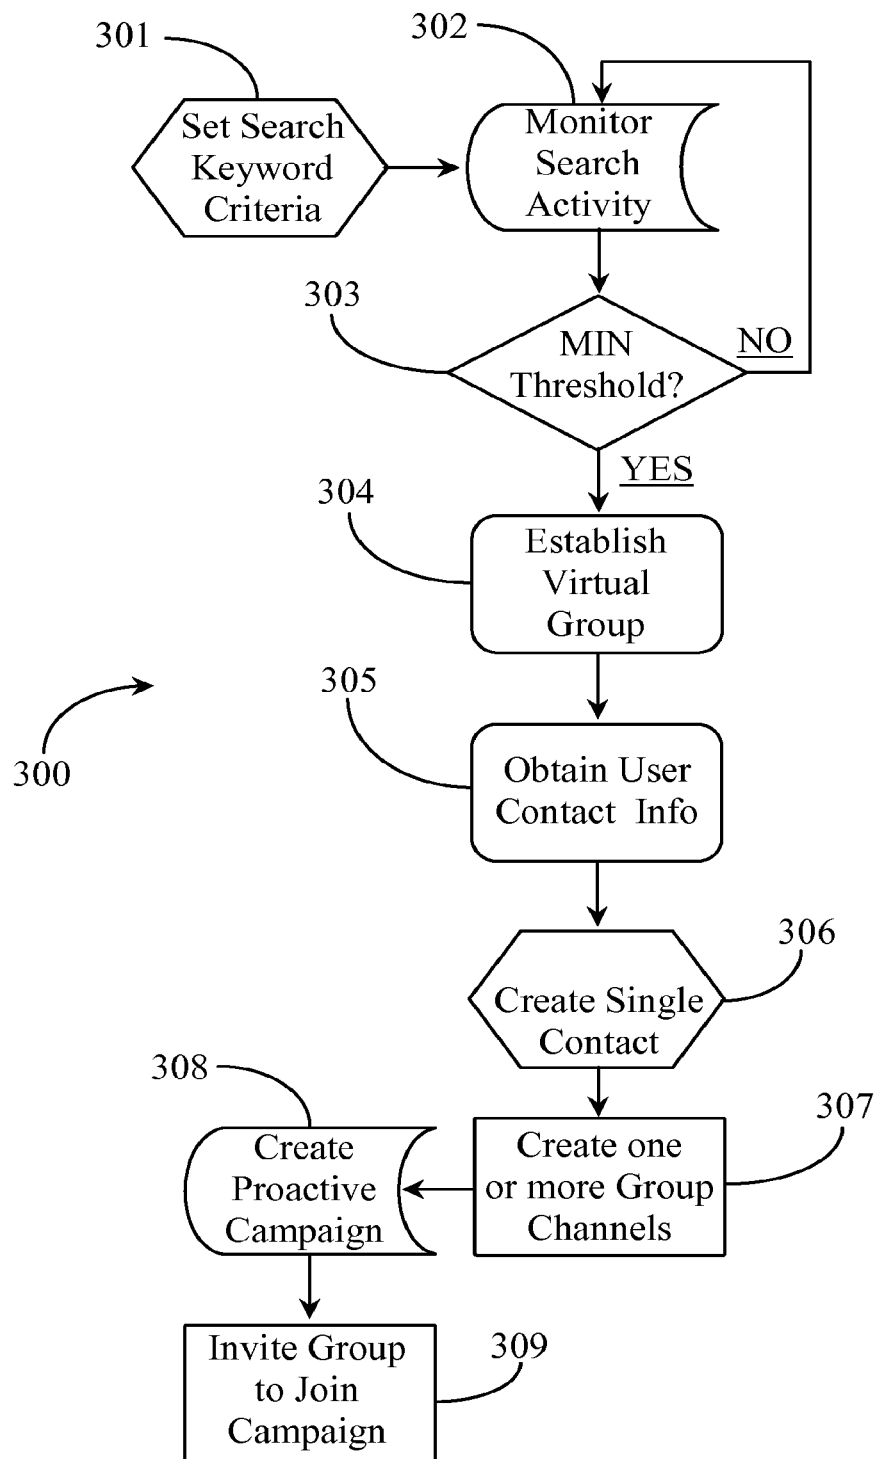 301
302
Set Search
Keyword
Criteria
Monitor
Search
Activity
303
MIN
Threshold?
NO
YES
304
Establish
Virtual
Group
305
300
Obtain User
Contact Info
306
Create Single
Contact
308
307
Create
Proactive
Campaign
Create one
or more Group
Channels
309
Invite Group
to Join
Campaign